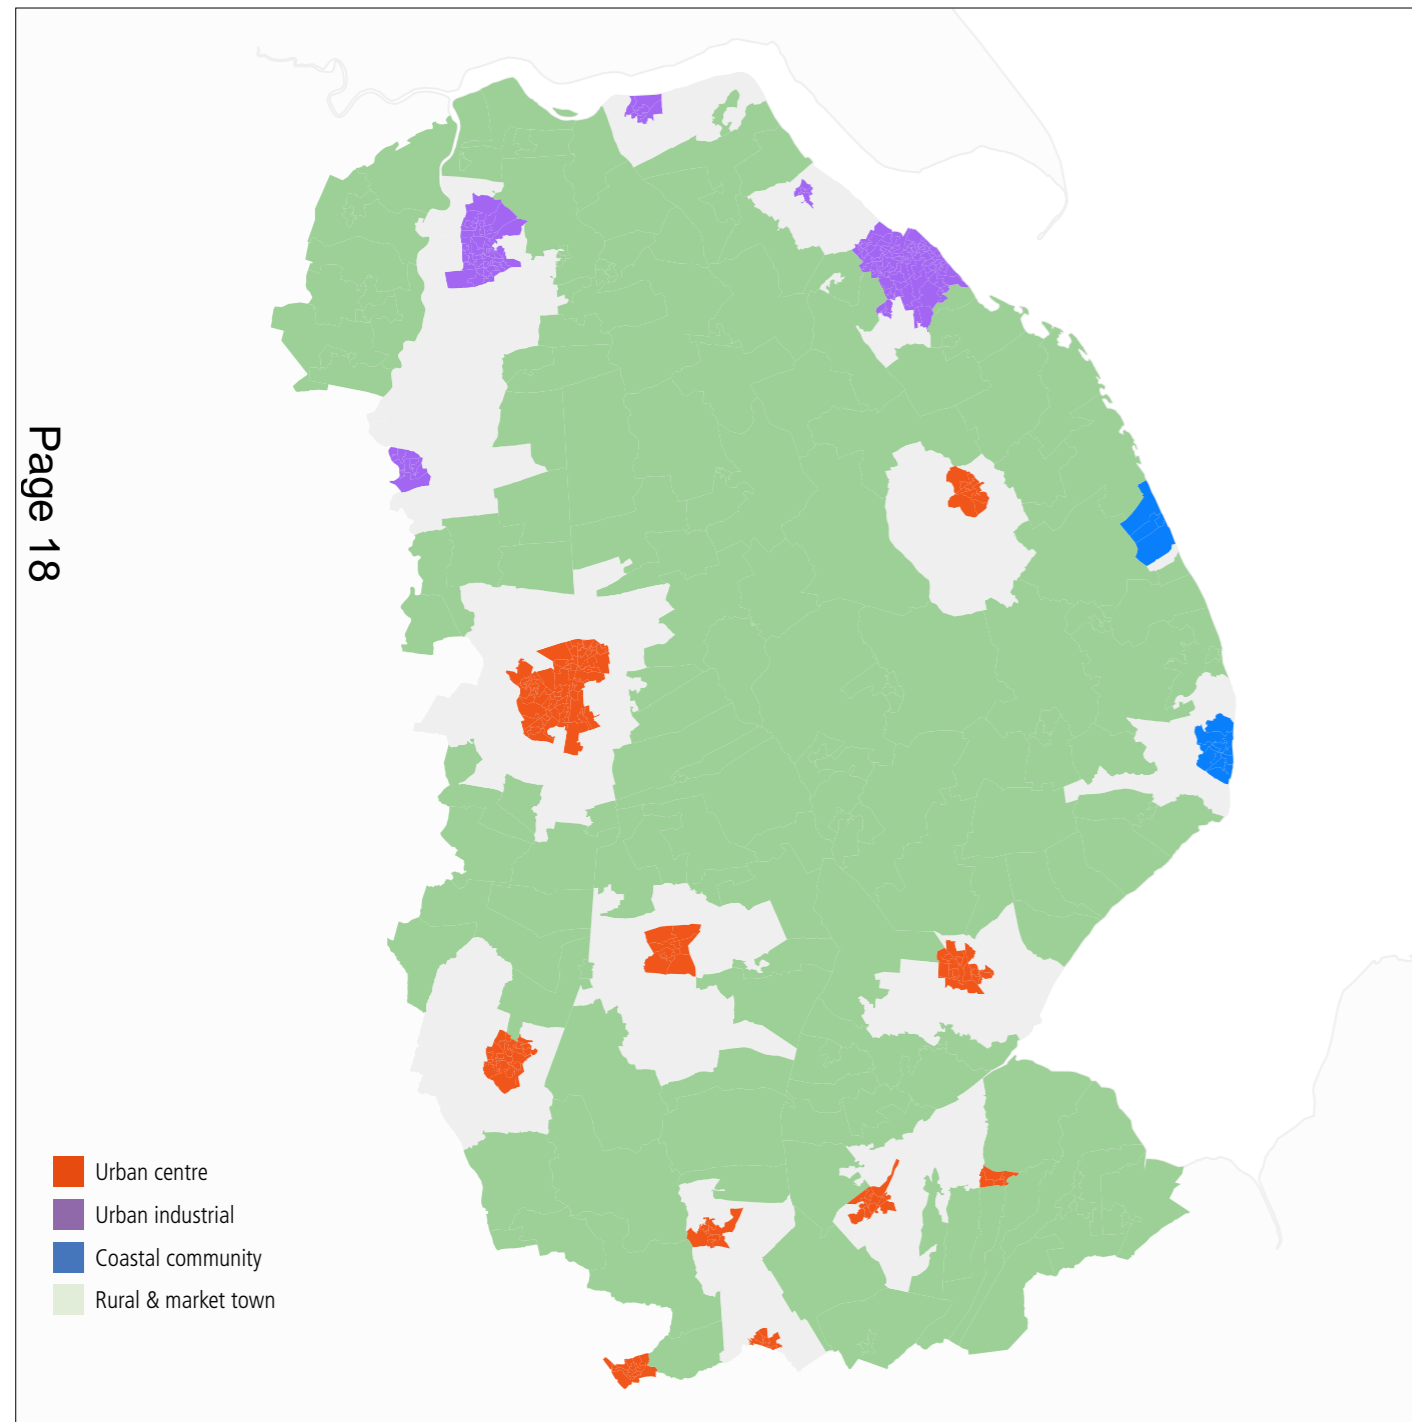 Page 18
Urban centre
Urban industrial
Coastal community
Rural & market town